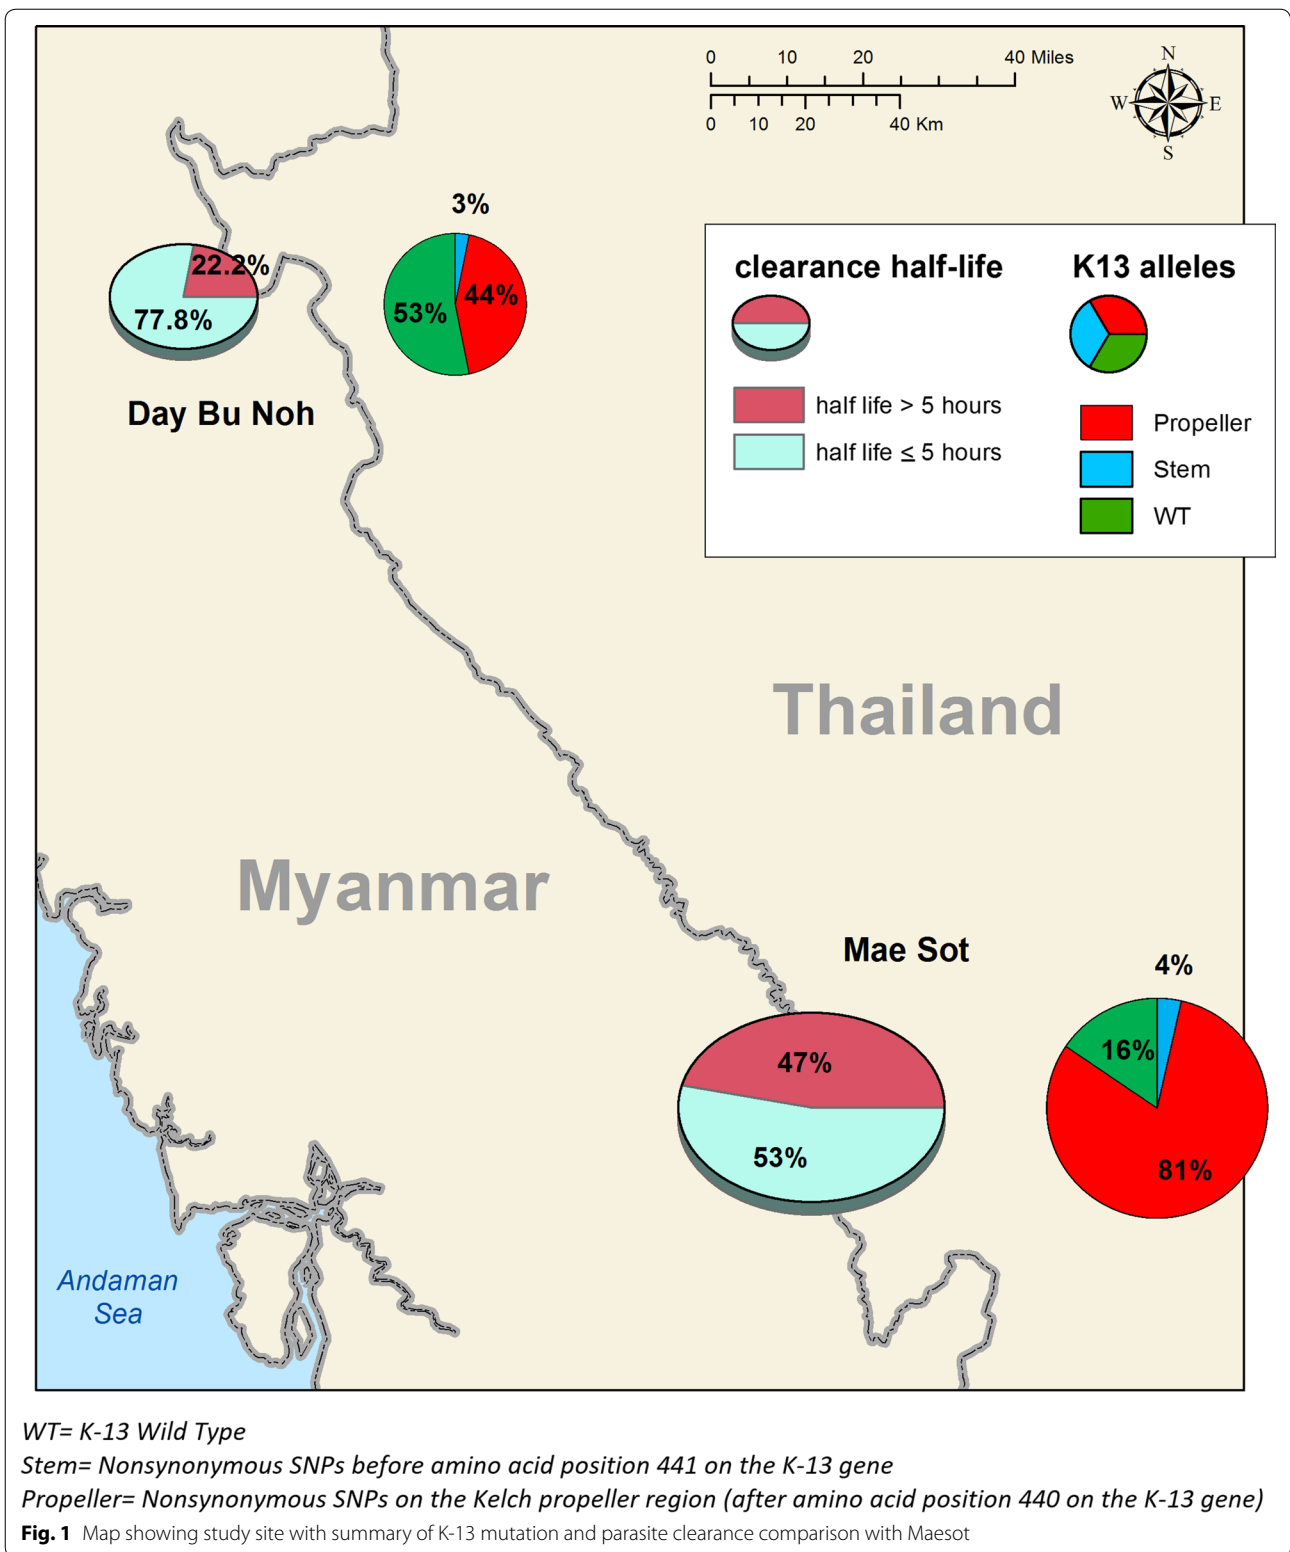 0 10 20 40 Miles
0 10 20 40 Km
N
W E
S
3%
22.2%
77.8%
53% 44%
Day Bu Noh
clearance half-life
half life > 5 hours
half life ≤ 5 hours
K13 alleles
Propeller
Stem
WT
Thailand
Myanmar
Mae Sot
4%
47%
53%
16%
81%
Andaman
Sea
WT= K-13 Wild Type
Stem= Nonsynonymous SNPs before amino acid position 441 on the K-13 gene
Propeller= Nonsynonymous SNPs on the Kelch propeller region (after amino acid position 440 on the K-13 gene)
Fig. 1 Map showing study site with summary of K-13 mutation and parasite clearance comparison with Maesot